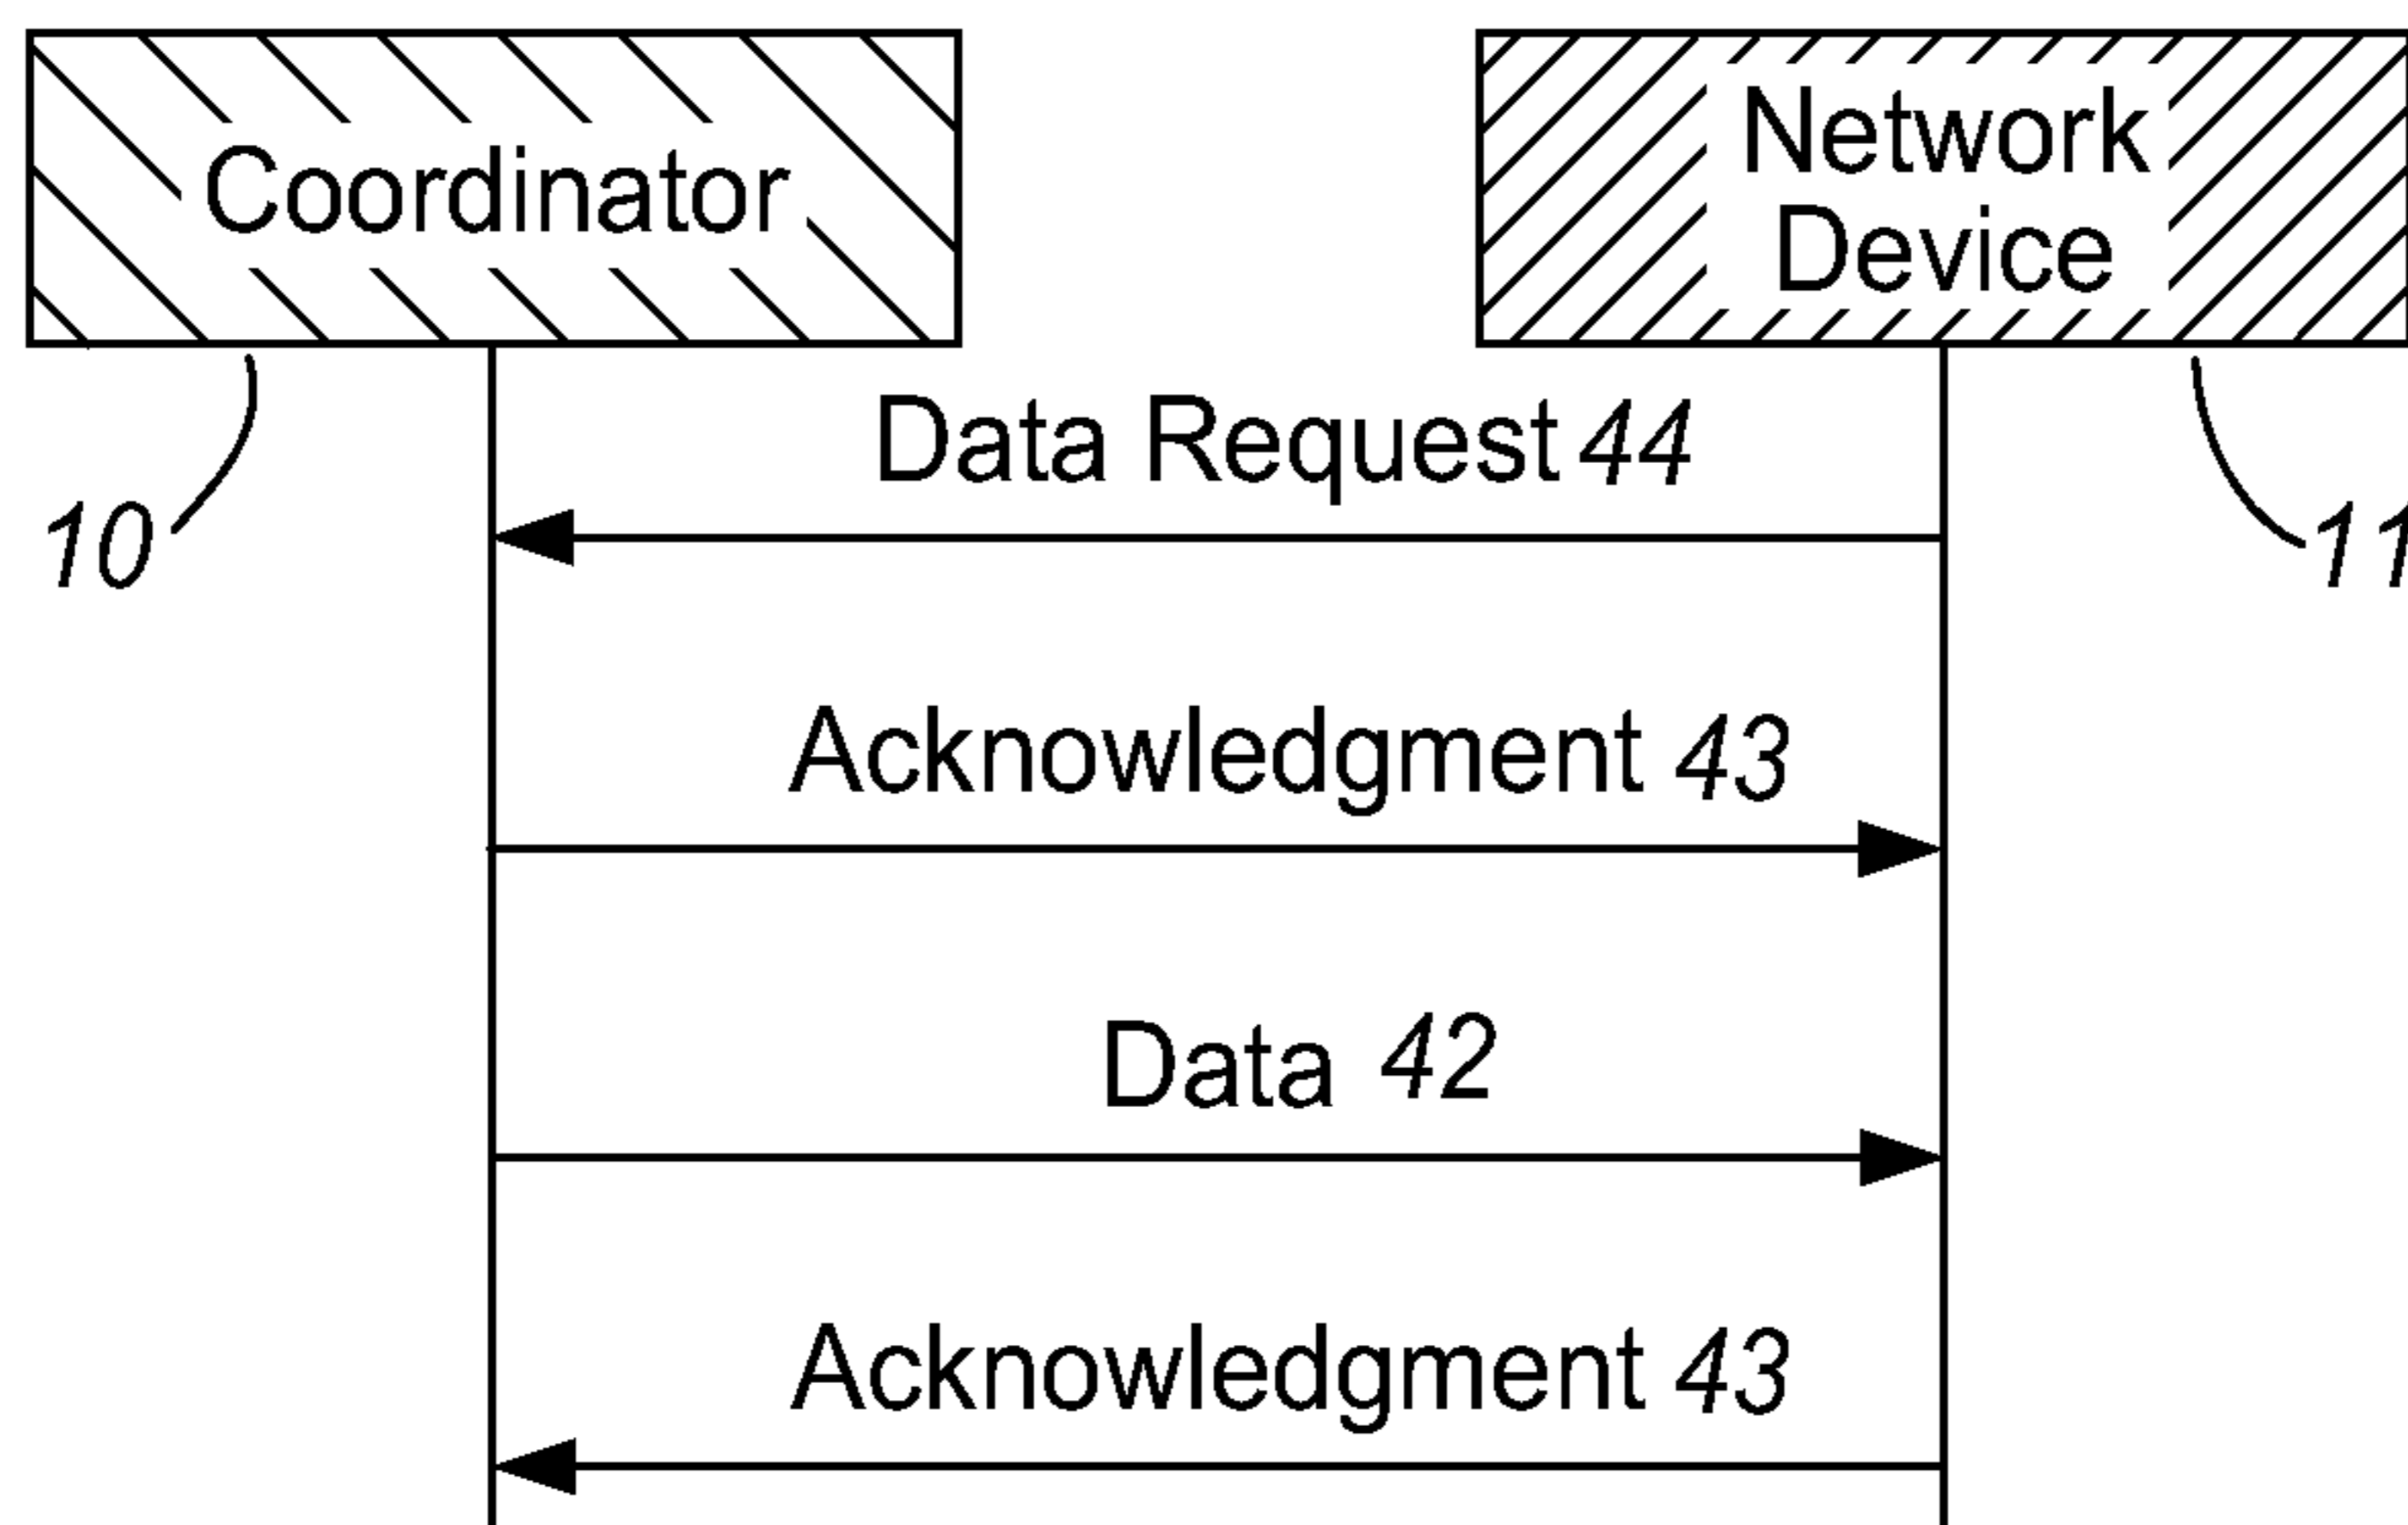 Coordinator
Network
Device
Data Request 44
10
11
Acknowledgment 43
Data 42
Acknowledgment 43